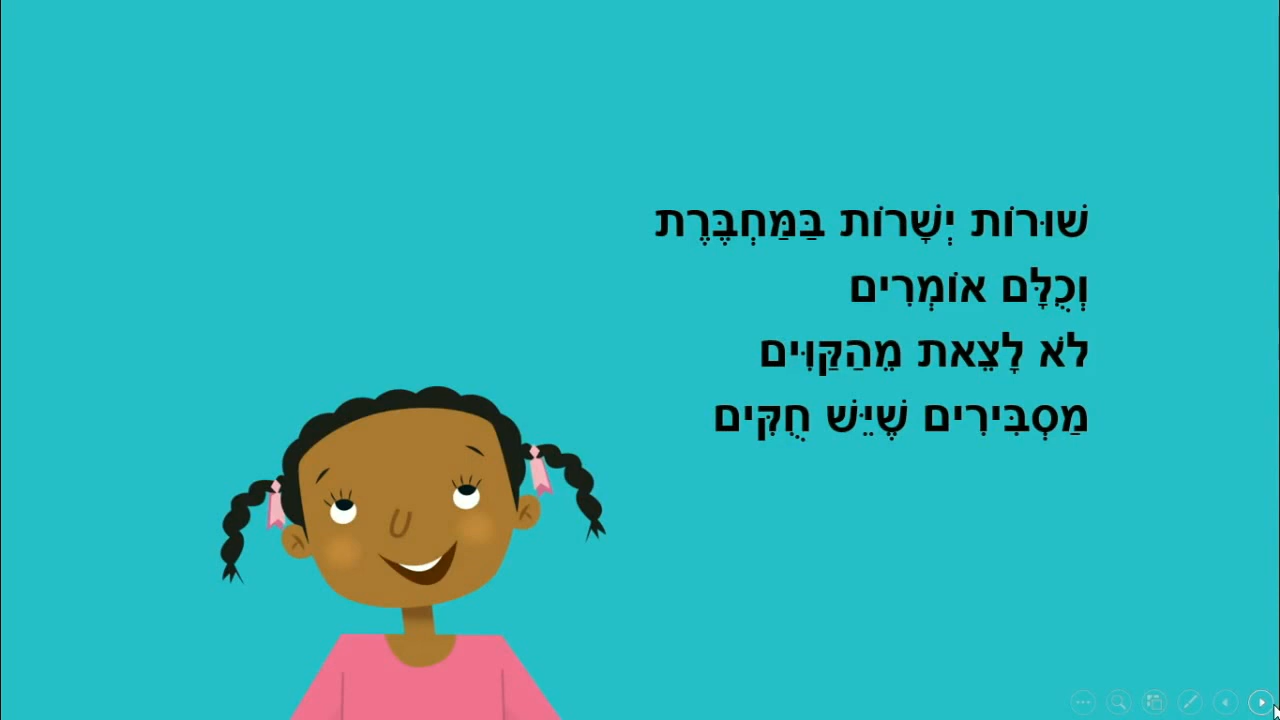 שׁוּרוֹת יְשָׁרוֹת בַּמַּחְבֶּרֶת
וְכֻלָּם אוֹמְרִים
לֹא לָצֵאת מֵהַקַּוִּים
מַסְבִּירִים שֶׁיֵּשׁ חֻקִּים